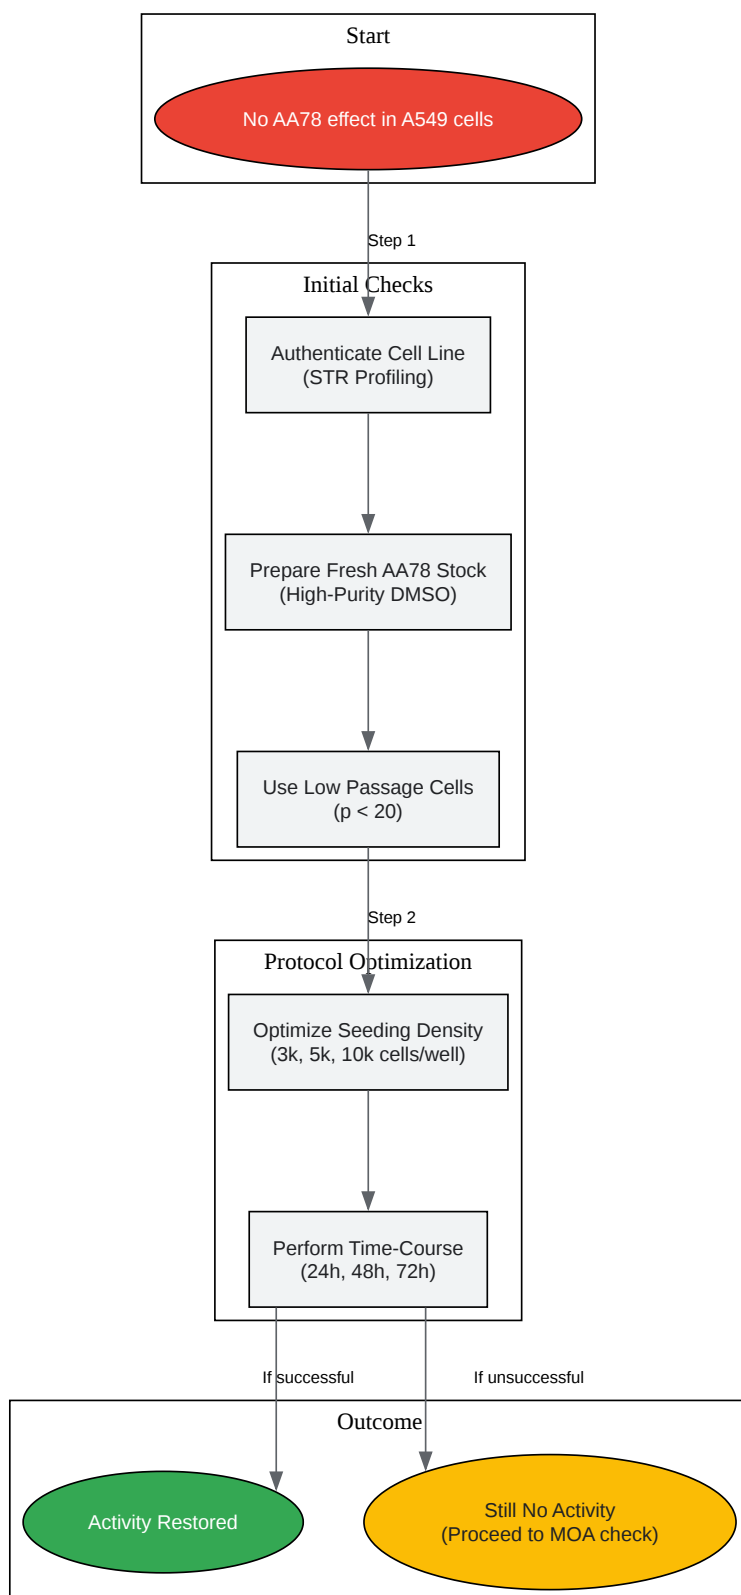 Start
No AA78 effect in A549 cells
Step 1
Initial Checks
Authenticate Cell Line
(STR Profiling)
Prepare Fresh AA78 Stock
(High-Purity DMSO)
Use Low Passage Cells
(p < 20)
Step 2
Protocol Optimization
Optimize Seeding Density
(3k, 5k, 10k cells/well)
Perform Time-Course
(24h, 48h, 72h)
If successful
If unsuccessful
Outcome
Activity Restored
Still No Activity
(Proceed to MOA check)